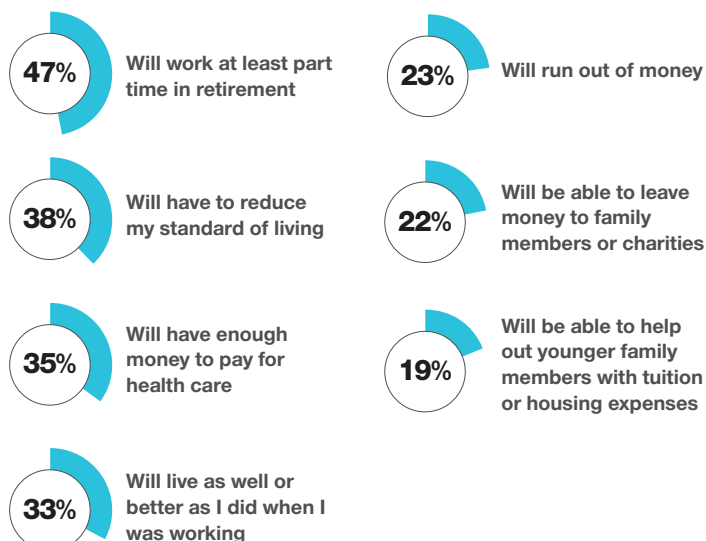 47%
Will work at least part
time in retirement
38%
Will have to reduce
my standard of living
35%
Will have enough
money to pay for
health care
33%
Will live as well or
better as I did when I
was working
23%
Will run out of money
22%
Will be able to leave
money to family
members or charities
19%
Will be able to help
out younger family
members with tuition
or housing expenses